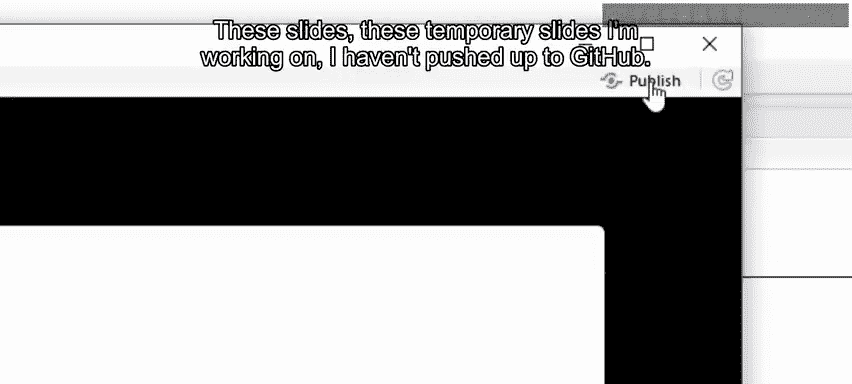 These slides, these temporary slides I'm
working on, I haven't pushed up to GitHub.
Publish